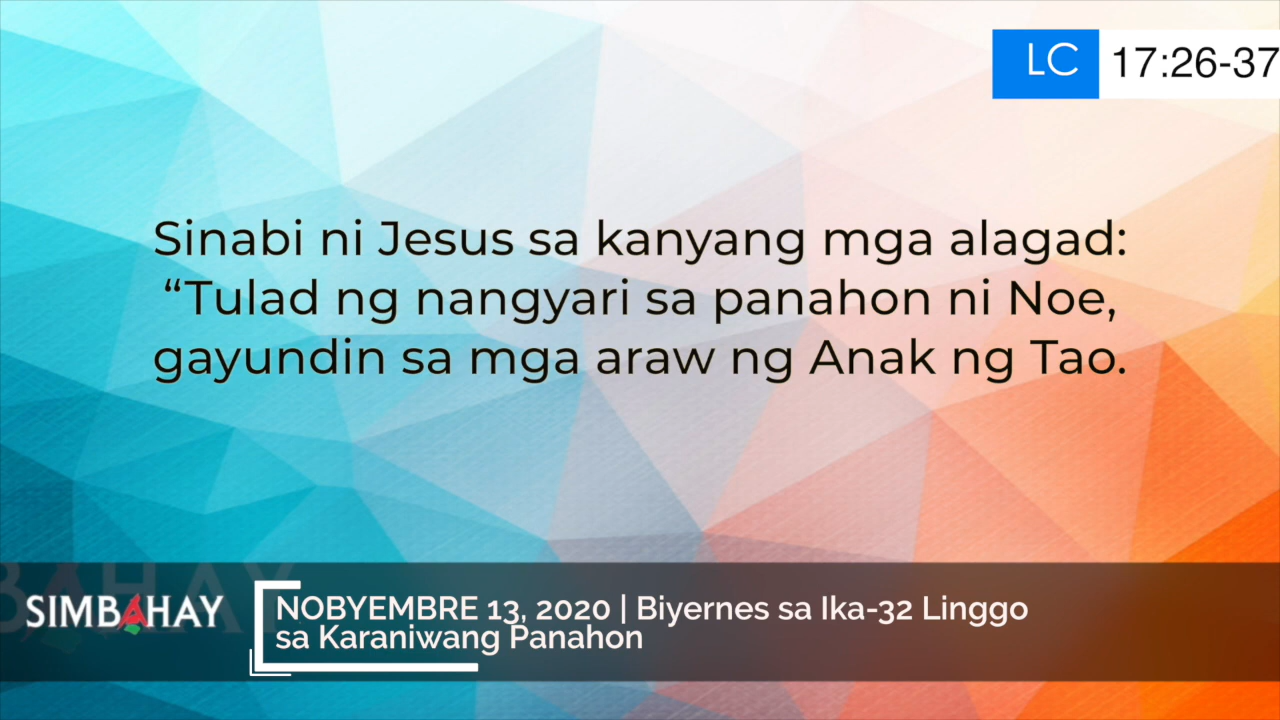 LC 17:26-37
Sinabi ni Jesus sa kanyang mga alagad:
“Tulad ng nangyari sa panahon ni Noe,
gayundin sa mga araw ng Anak ng Tao.
SIMBAHAY
NOBYEMBRE 13, 2020 | Biyernes sa Ika-32 Linggo
sa Karaniwang Panahon